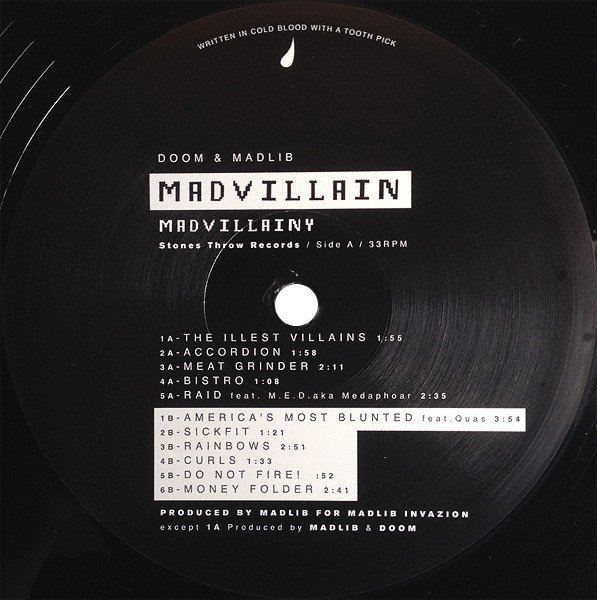 WRITTEN IN COLD BLOOD WITH A TOOTH PICK
DOOM & MADLIB
MADVILLAIN
MADVILLAINY
Stones Throw Records / Side A / 33RPM
1A-THE ILLEST VILLAINS 1:55
2A-ACCORDION 1:58
3A-MEAT GRINDER 2:11
4A-BISTRO 1:08
5A-RAID feat. M.E.D.aka Medaphoar 2:35
1B-AMERICA'S MOST BLUNTED feat.Quas 3:54
2B-SICKFIT 1:21
3B-RAINBOWS 2:51
4B-CURLS 1:33
5B-DO NOT FIRE! :52
6B-MONEY FOLDER 2:41
PRODUCED BY MADLIB FOR MADLIB INVAZION
except 1A Produced by MADLIB & DOOM